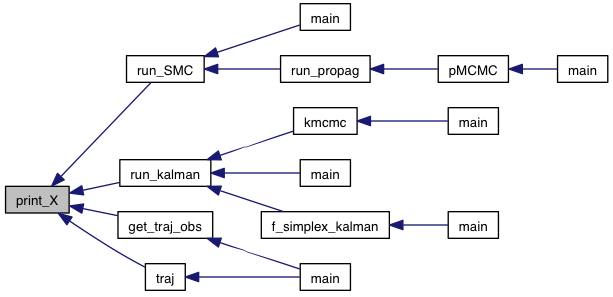 main
run_SMC
run_propag
pMCMC
main
kmcmc
main
run_kalman
main
print_X
get_traj_obs
f_simplex_kalman
main
traj
main